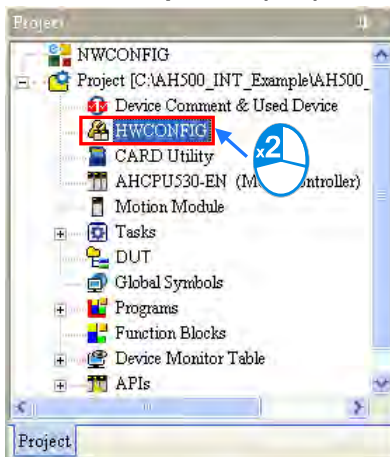 Project
NWCONFIG
Project [C:\AH500_INT_Example\AH500_
Device Comment & Used Device
HWCONFIG
x2
CARD Utility
AHCPU530-EN (M ntroller)
Motion Module
Tasks
DUT
Global Symbols
Programs
Function Blocks
Device Monitor Table
APIs
Project